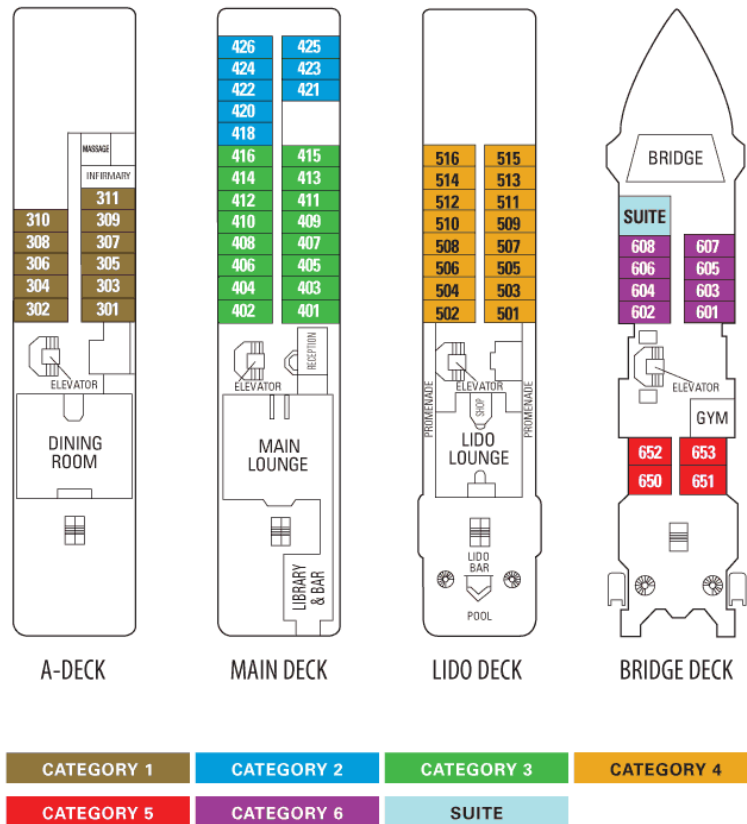 MASSAGE
INFIRMARY
311
310 309
308 307
306 305
304 303
302 301
ELEVATOR
DINING
ROOM
A-DECK
426 425
424 423
422 421
420
418
416 415
414 413
412 411
410 409
408 407
406 405
404 403
402 401
RECEPTION
ELEVATOR
MAIN
LOUNGE
LIBRARY
& BAR
MAIN DECK
516 515
514 513
512 511
510 509
508 507
506 505
504 503
502 501
ELEVATOR
PROMENADE
SHOP
PROMENADE
LIDO
LOUNGE
LIDO
BAR
POOL
LIDO DECK
BRIDGE
SUITE
608 607
606 605
604 603
602 601
ELEVATOR
GYM
652 653
650 651
BRIDGE DECK
CATEGORY 1 CATEGORY 2 CATEGORY 3 CATEGORY 4
CATEGORY 5 CATEGORY 6 SUITE